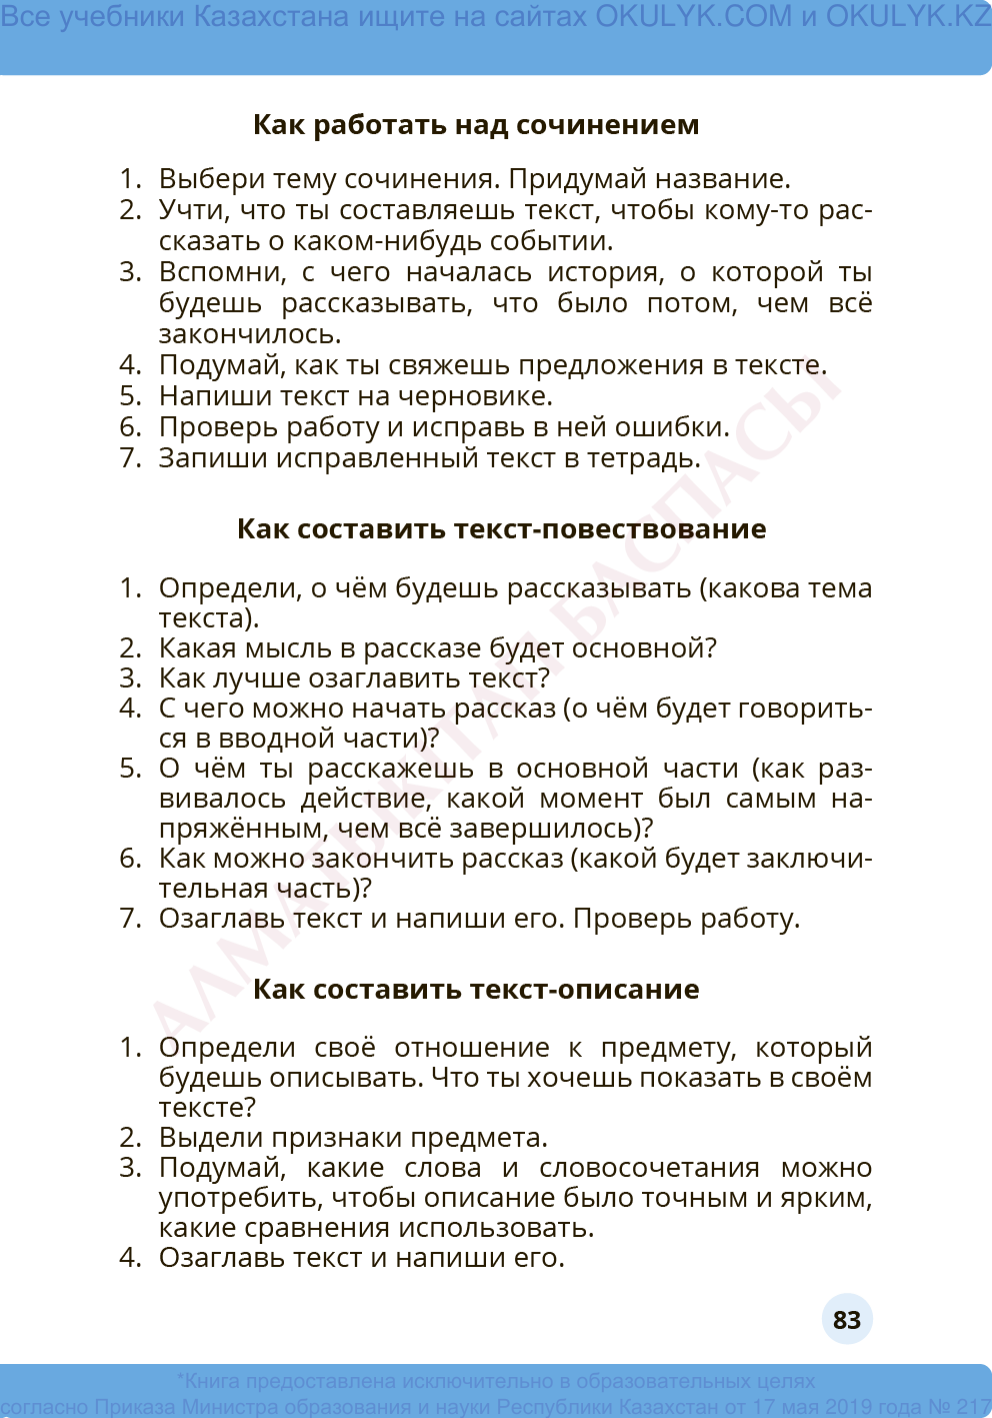 Все учебники Казахстана ищите на сайтах OKULYK.COM и OKULYK.KZ
Как работать над сочинением
1. Выбери тему сочинения. Придумай название.
2. Учти, что ты составляешь текст, чтобы кому-то рас-
сказать о каком-нибудь событии.
3. Вспомни, с чего началась история, о которой ты
будешь рассказывать, что было потом, чем всё
закончилось.
4. Подумай, как ты свяжешь предложения в тексте.
5. Напиши текст на черновике.
6. Проверь работу и исправь в ней ошибки.
7. Запиши исправленный текст в тетрадь.
Как составить текст-повествование
1. Определи, о чём будешь рассказывать (какова тема
текста).
2. Какая мысль в рассказе будет основной?
3. Как лучше озаглавить текст?
4. С чего можно начать рассказ (о чём будет говорить-
ся в вводной части)?
5. О чём ты расскажешь в основной части (как раз-
вивалось действие, какой момент был самым на-
пряжённым, чем всё завершилось)?
6. Как можно закончить рассказ (какой будет заключи-
тельная часть)?
7. Озаглавь текст и напиши его. Проверь работу.
Как составить текст-описание
1. Определи своё отношение к предмету, который
будешь описывать. Что ты хочешь показать в своём
тексте?
2. Выдели признаки предмета.
3. Подумай, какие слова и словосочетания можно
употребить, чтобы описание было точным и ярким,
какие сравнения использовать.
4. Озаглавь текст и напиши его.
АЛМАТЫКІТАП БАСПАСЫ
83
*Книга предоставлена исключительно в образовательных целях
согласно Приказа Министра образования и науки Республики Казахстан от 17 мая 2019 года № 217